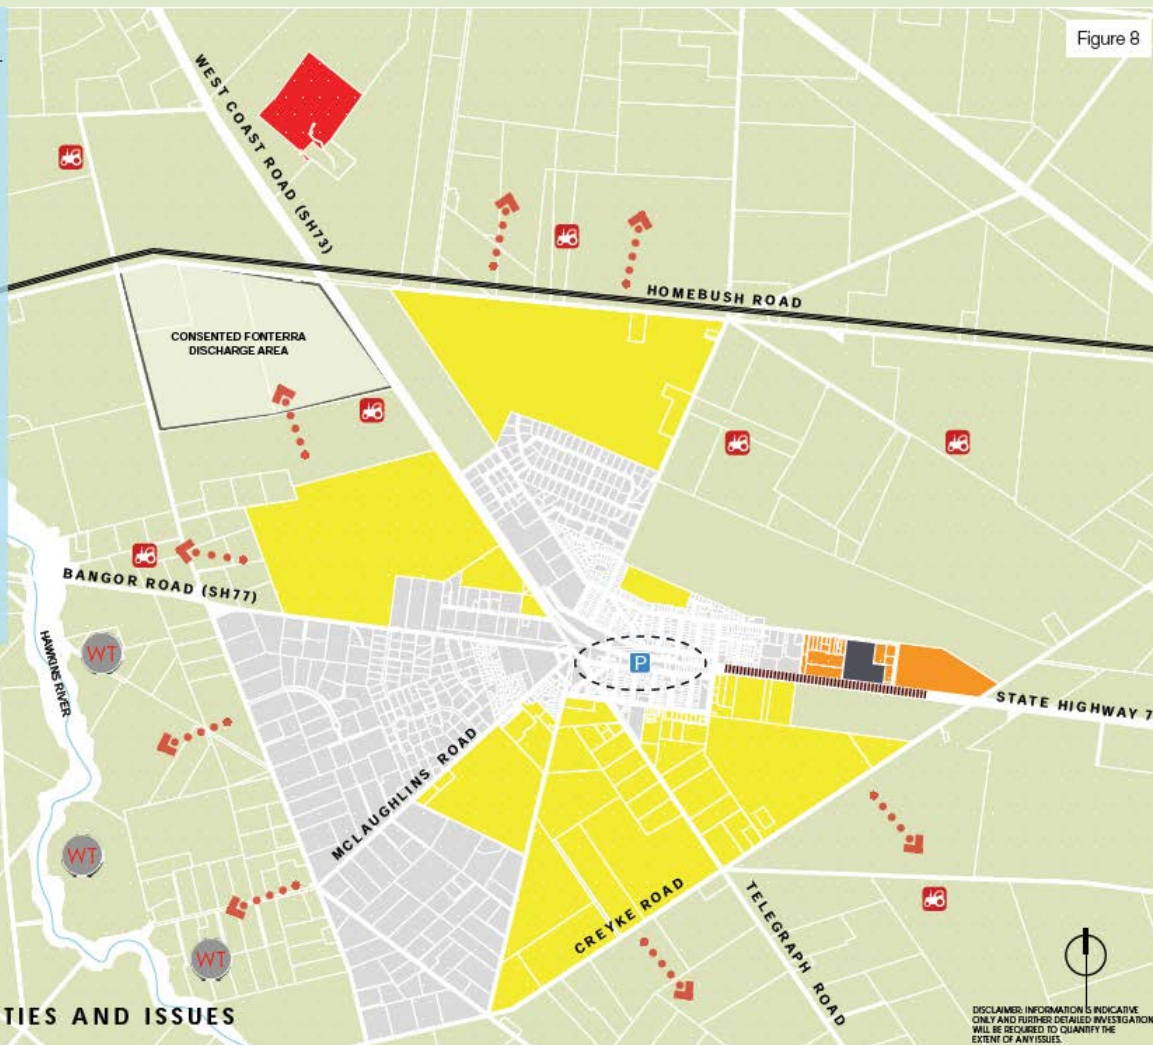 Figure 8
WEST COAST ROAD (SH73)
HOMEBUSH ROAD
CONSENTED FONTERRA
DISCHARGE AREA
BANGOR ROAD (SH77)
HAWKINS RIVER
WT
P
STATE HIGHWAY 7
MCLAUGHLINS ROAD
WT
CREYKE ROAD
TELEGRAPH ROAD
WT
TIES AND ISSUES
DISCLAIMER: INFORMATION IS INDICATIVE
ONLY AND FURTHER DETAILED INVESTIGATION
WILL BE REQUIRED TO QUANTIFY THE
EXTENT OF ANY ISSUES.